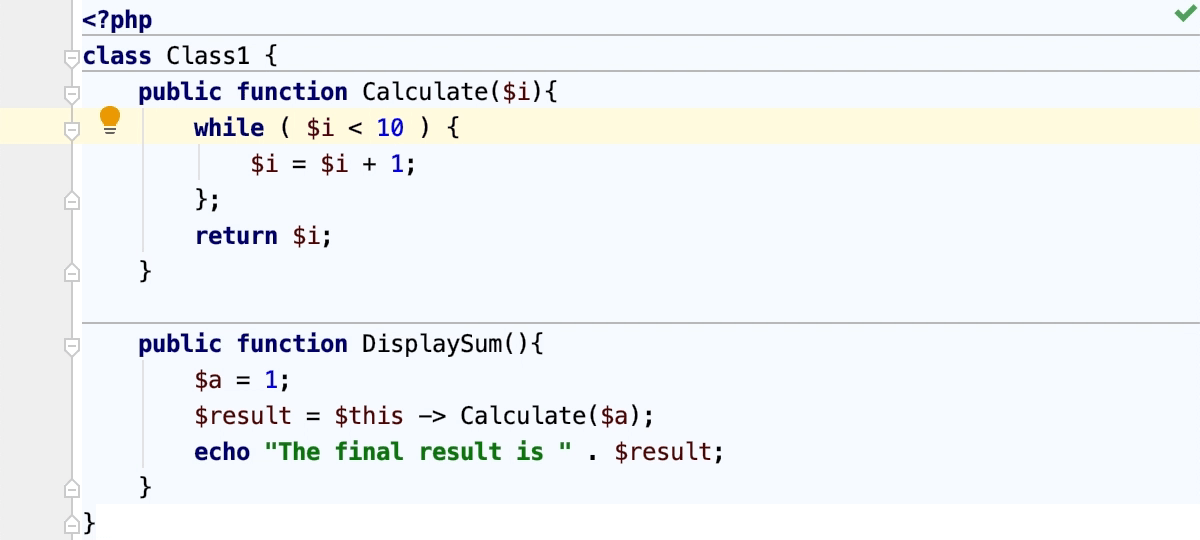 <?php
class Class1 {
    public function Calculate($i){
        while ( $i < 10 ) {
            $i = $i + 1;
        };
        return $i;
    }
    public function DisplaySum(){
        $a = 1;
        $result = $this -> Calculate($a);
        echo "The final result is " . $result;
    }
}